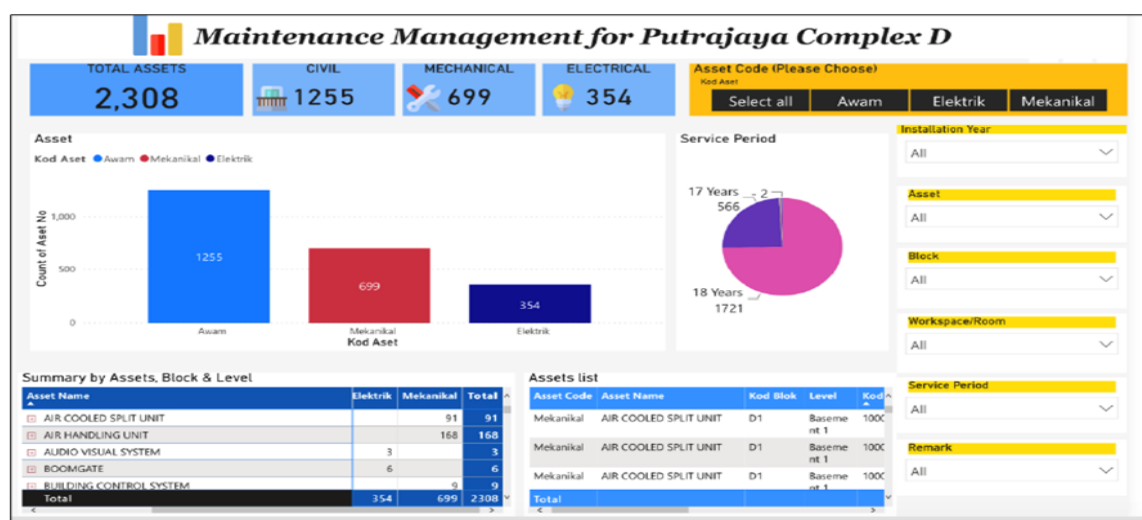 Maintenance Management for Putrajaya Complex D
TOTAL ASSETS
2,308
CIVIL
1255
MECHANICAL
699
ELECTRICAL
354
Asset Code (Please Choose)
Kod Aset
Select all Awam Elektrik Mekanikal
Asset
Kod Aset Awam Mekanikal Elektrik
Count of Aset No
1,000
500
0
1255
699
354
Awam Mekanikal Elektrik
Kod Aset
Service Period
17 Years
566
2
18 Years
1721
Installation Year
All
Asset
All
Block
All
Workspace/Room
All
Service Period
All
Remark
All
Summary by Assets, Block & Level
Asset Name Elektrik Mekanikal Total
AIR COOLED SPLIT UNIT 91 91
AIR HANDLING UNIT 168 168
AUDIO VISUAL SYSTEM 3 3
BOOMGATE 6 6
BUILDING CONTROL SYSTEM 9 9
Total 354 699 2308
Assets list
Asset Code Asset Name Kod Blok Level Kod
Mekanikal AIR COOLED SPLIT UNIT D1 Baseme 100
nt 1
Mekanikal AIR COOLED SPLIT UNIT D1 Baseme 100
nt 1
Mekanikal AIR COOLED SPLIT UNIT D1 Baseme 100
nt 1
Total